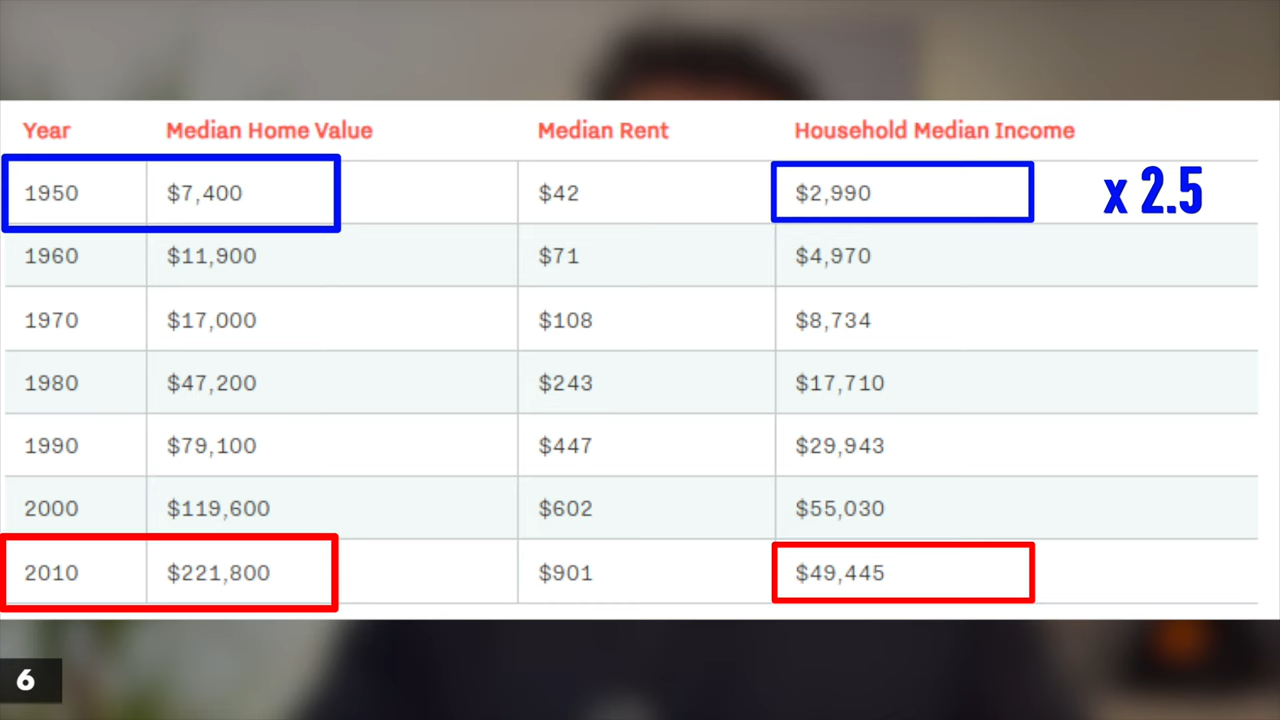 Year Median Home Value Median Rent Household Median Income
1950 $7,400 $42 $2,990 x 2.5
1960 $11,900 $71 $4,970
1970 $17,000 $108 $8,734
1980 $47,200 $243 $17,710
1990 $79,100 $447 $29,943
2000 $119,600 $602 $55,030
2010 $221,800 $901 $49,445
6